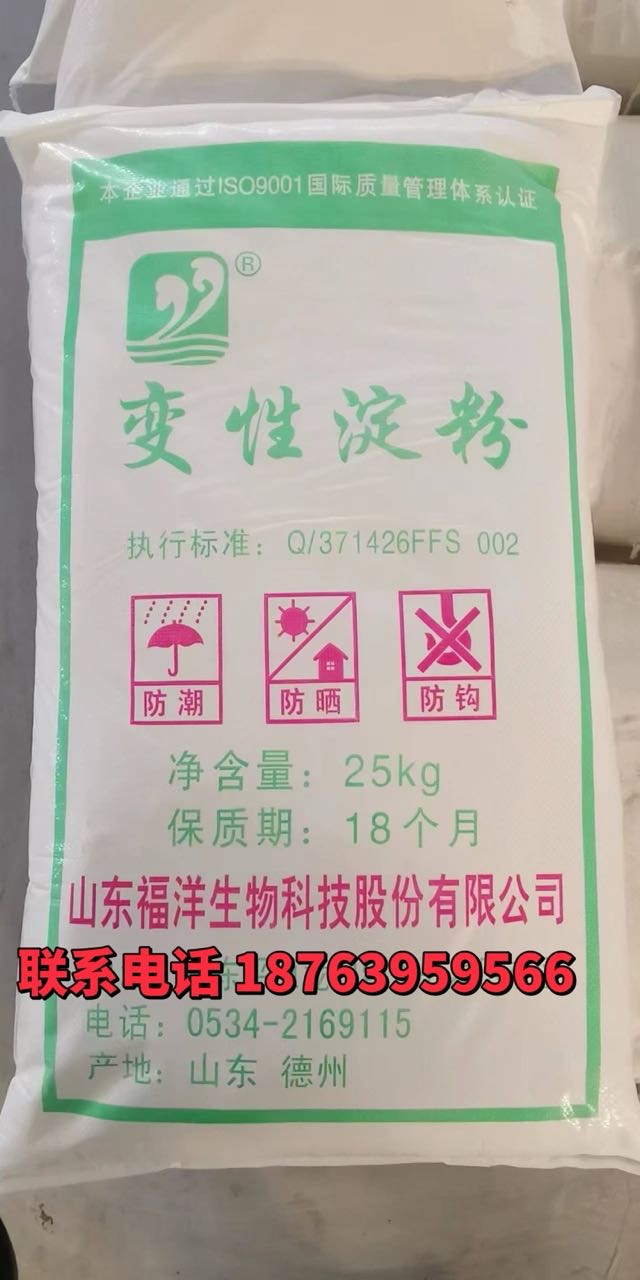 本企业通过ISO9001国际质量管理体系认证
®
变性淀粉
执行标准：Q/371426FFS 002
防潮 防晒 防钩
净含量：25kg
保质期：18个月
山东福洋生物科技股份有限公司
联系电话 18763959566
电话：0534-2169115
产地：山东 德州